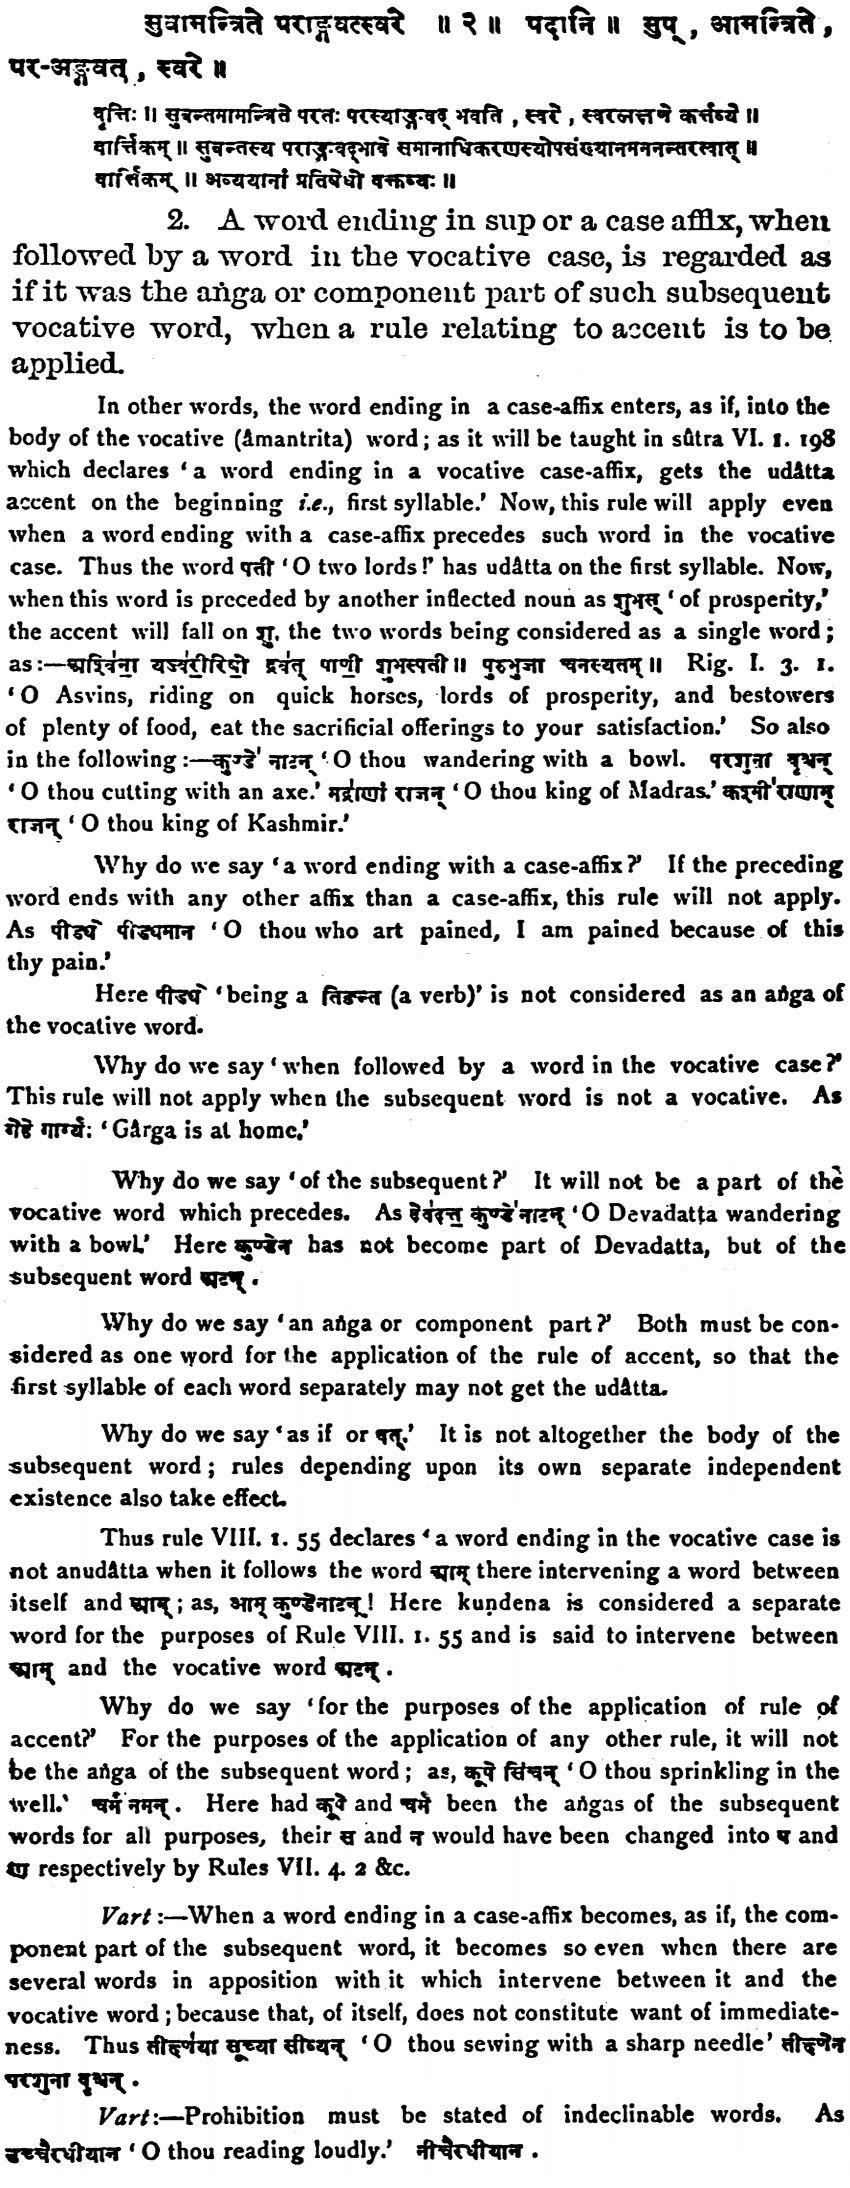 सुबामन्त्रिते पराङ्गवत्स्वरे ॥ २ ॥ पदानि ॥ सुप् , आमन्त्रिते ,
पर-अङ्गवत् , स्वरे ॥
वृत्तिः ॥ सुबन्तमामन्त्रिते परतः परस्याङ्गवद् भवति , स्वरे , स्वरलक्षणे कर्त्तव्ये ॥
वार्त्तिकम् ॥ सुबन्तस्य पराङ्गवद्भावे समानाधिकरणस्योपसंख्यानमननन्तरत्वात् ॥
वार्त्तिकम् ॥ अव्ययानां प्रतिषेधो वक्तव्यः ॥
2. A word ending in sup or a case affix, when
followed by a word in the vocative case, is regarded as
if it was the aṅga or component part of such subsequent
vocative word, when a rule relating to accent is to be
applied.
In other words, the word ending in a case-affix enters, as if, into the
body of the vocative (âmantrita) word; as it will be taught in sûtra VI. 1. 198
which declares 'a word ending in a vocative case-affix, gets the udâtta
accent on the beginning i.e., first syllable.' Now, this rule will apply even
when a word ending with a case-affix precedes such word in the vocative
case. Thus the word पती 'O two lords!' has udâtta on the first syllable. Now,
when this word is preceded by another inflected noun as शुभस् 'of prosperity,'
the accent will fall on शु, the two words being considered as a single word;
as:—अश्वि॑ना॒ यज्व॑री॒रिषो॒ द्रव॑त् पाणी॒ शुभ॑स्पती ॥ पुरु॑भुजा चन॒स्यत॑म् ॥ Rig. I. 3. 1.
'O Asvins, riding on quick horses, lords of prosperity, and bestowers
of plenty of food, eat the sacrificial offerings to your satisfaction.' So also
in the following:—कुण्डे॑ नाटन् 'O thou wandering with a bowl. परशुना वृश्चन्
'O thou cutting with an axe.' मद्रा॑णां राजन् 'O thou king of Madras.' कश्मी॑राणाम्
राजन् 'O thou king of Kashmir.'
Why do we say 'a word ending with a case-affix?' If the preceding
word ends with any other affix than a case-affix, this rule will not apply.
As पीड्ये पीड्यमान 'O thou who art pained, I am pained because of this
thy pain.'
Here पीड्ये 'being a तिङन्त (a verb)' is not considered as an aṅga of
the vocative word.
Why do we say 'when followed by a word in the vocative case?'
This rule will not apply when the subsequent word is not a vocative. As
गेहे गार्ग्यः 'Gârga is at home.'
Why do we say 'of the subsequent?' It will not be a part of the
vocative word which precedes. As देव॑दत्त॒ कुण्डे॑नाटन् 'O Devadatṭa wandering
with a bowl.' Here कुण्डेन has not become part of Devadatta, but of the
subsequent word अटन् .
Why do we say 'an aṅga or component part?' Both must be con-
sidered as one word for the application of the rule of accent, so that the
first syllable of each word separately may not get the udâtta.
Why do we say 'as if or वत्.' It is not altogether the body of the
subsequent word; rules depending upon its own separate independent
existence also take effect.
Thus rule VIII. 1. 55 declares 'a word ending in the vocative case is
not anudâtta when it follows the word आम् there intervening a word between
itself and आम्; as, आम् कुण्डेनाटन्! Here kuṇdena is considered a separate
word for the purposes of Rule VIII. 1. 55 and is said to intervene between
आम् and the vocative word अटन् .
Why do we say 'for the purposes of the application of rule of
accent?' For the purposes of the application of any other rule, it will not
be the aṅga of the subsequent word; as, कूपे सिंचन् 'O thou sprinkling in the
well.' चर्म नमन् . Here had कूपे and चर्म been the aṅgas of the subsequent
words for all purposes, their स and न would have been changed into ष and
ण respectively by Rules VII. 4. 2 &c.
Vart:—When a word ending in a case-affix becomes, as if, the com-
ponent part of the subsequent word, it becomes so even when there are
several words in apposition with it which intervene between it and the
vocative word; because that, of itself, does not constitute want of immediate-
ness. Thus तीक्ष्ण॑या सूच्या सीव्यन् 'O thou sewing with a sharp needle' तीक्ष्णेन
परशुना वृश्चन् .
Vart:—Prohibition must be stated of indeclinable words. As
उच्चैरधीयान 'O thou reading loudly.' नीचैरधीयान .